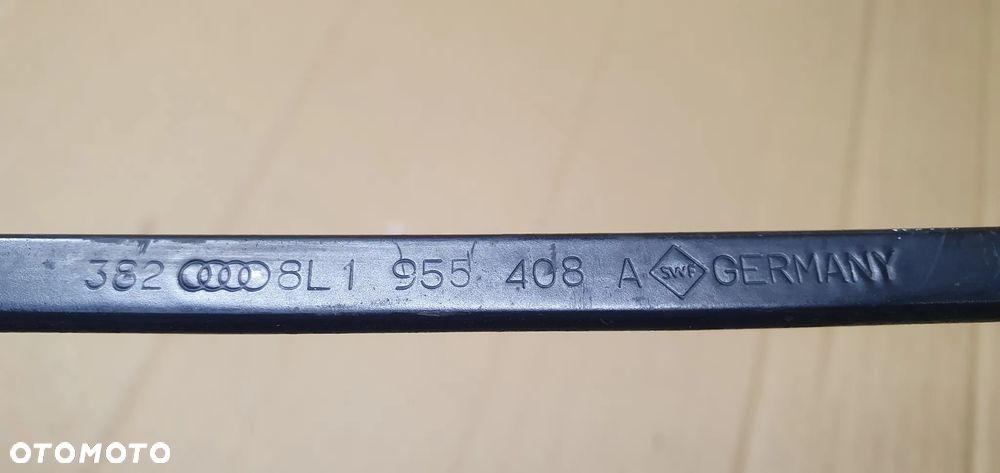 382 8L1 955 408 A SWF GERMANY
OTOMOTO